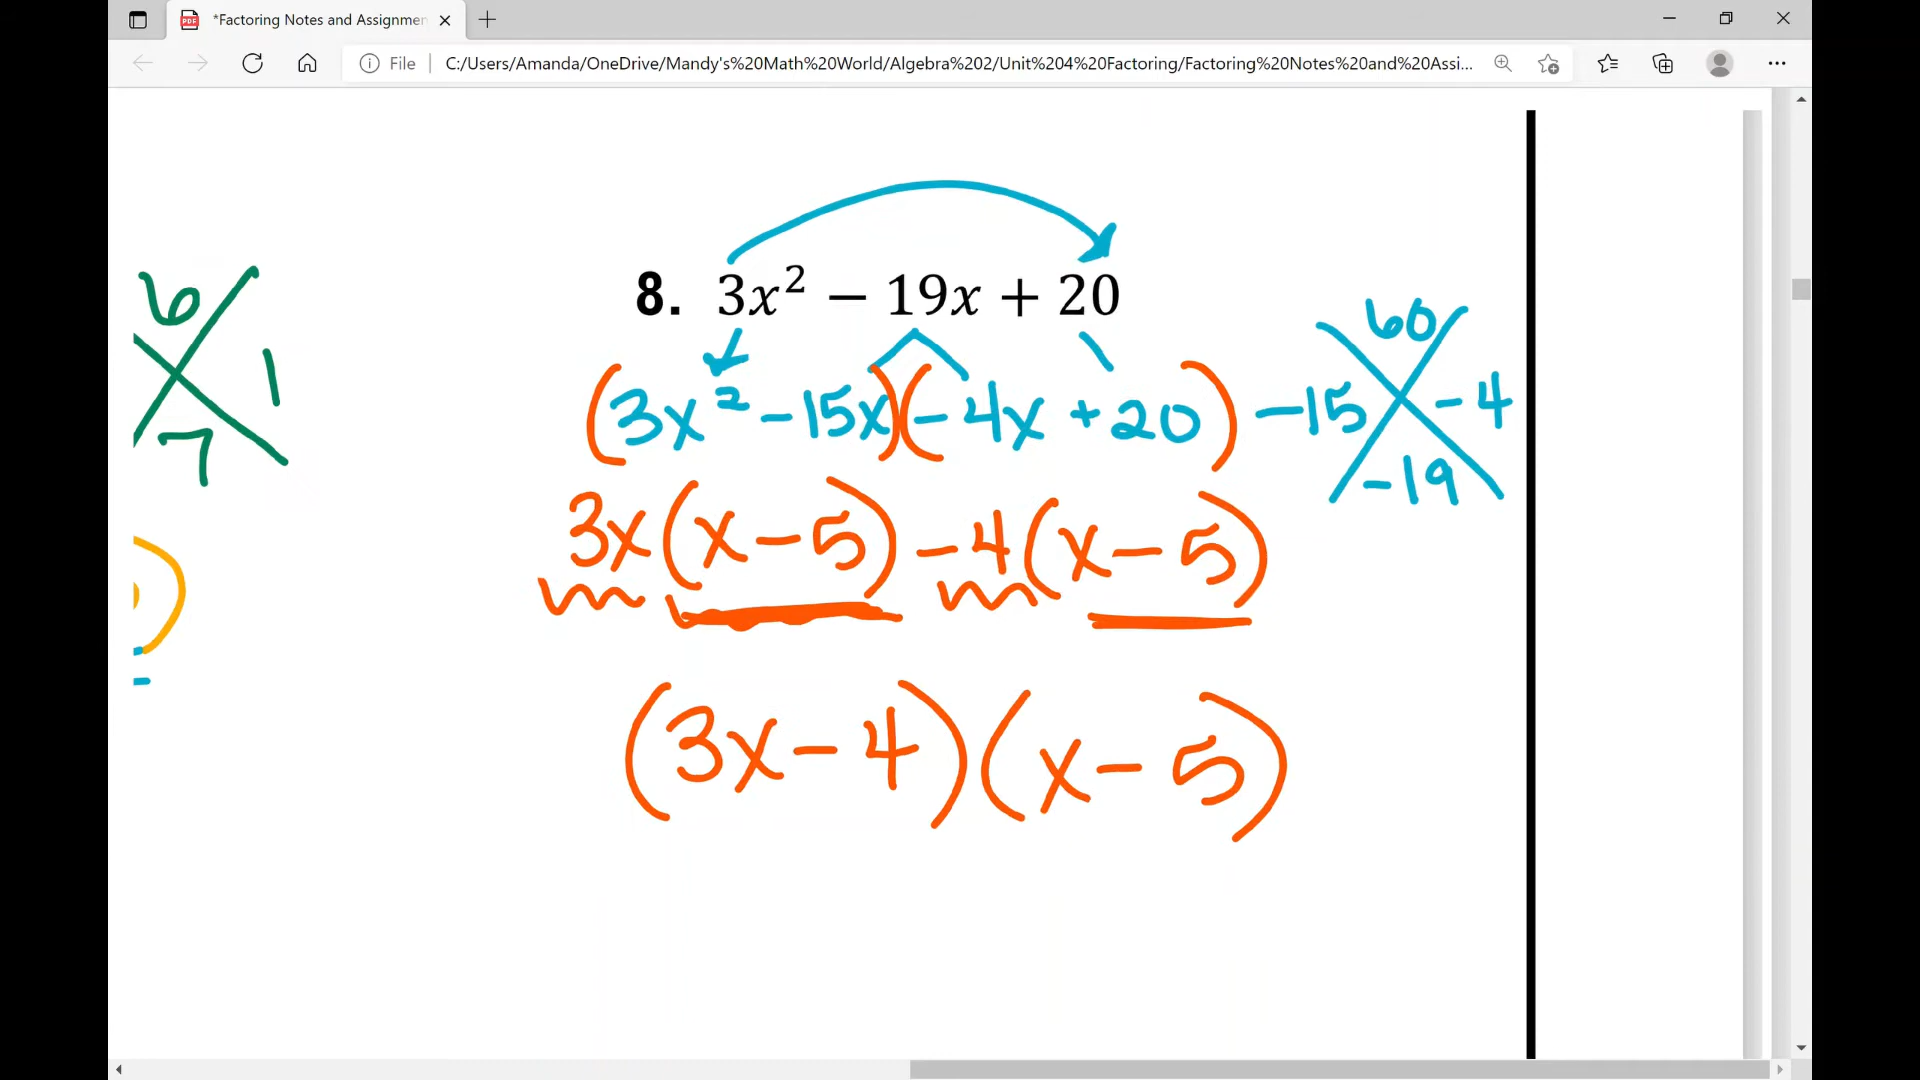 *Factoring Notes and Assignmen
File
C:/Users/Amanda/OneDrive/Mandy's%20Math%20World/Algebra%202/Unit%204%20Factoring/Factoring%20Notes%20and%20Assi...
8. 3x² − 19x + 20
(3x² −15x)(−4x +20)
60
−15 −4
−19
3x(x−5) −4(x−5)
(3x−4)(x−5)
6
1
7